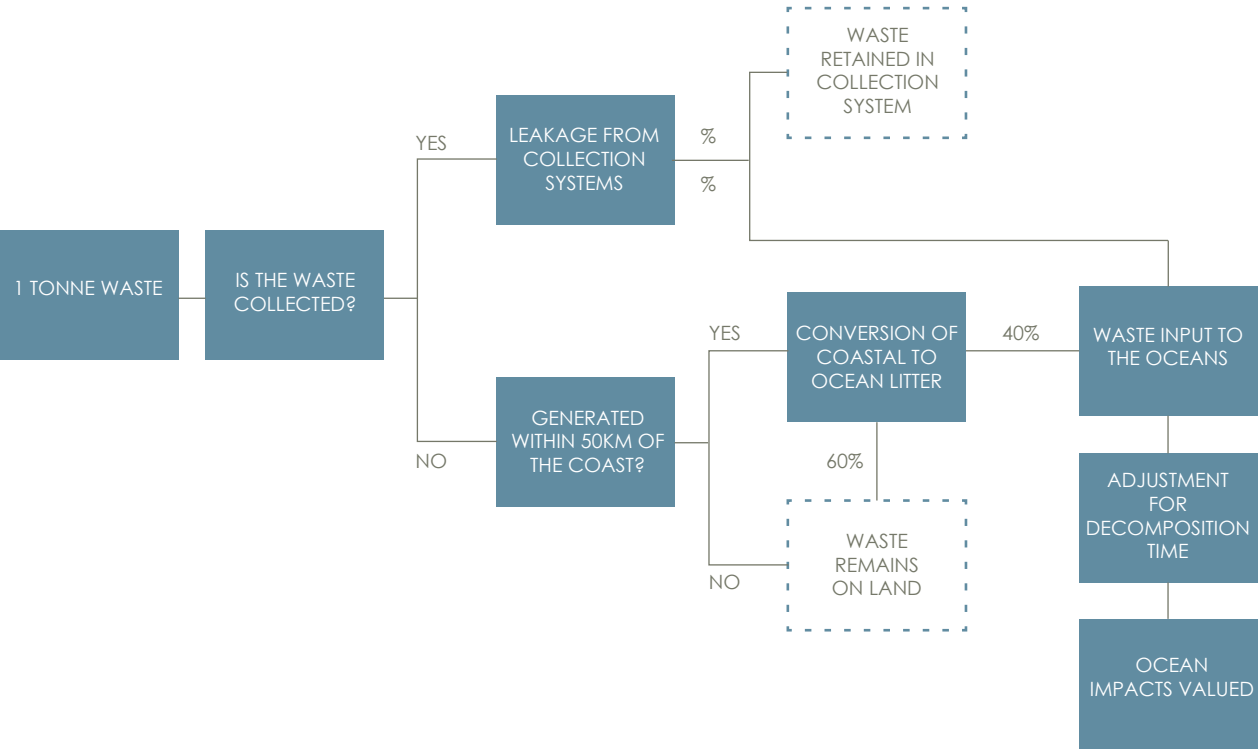 1 TONNE WASTE
IS THE WASTE
COLLECTED?
YES
LEAKAGE FROM
COLLECTION
SYSTEMS
%
%
WASTE
RETAINED IN
COLLECTION
SYSTEM
NO
GENERATED
WITHIN 50KM OF
THE COAST?
YES
CONVERSION OF
COASTAL TO
OCEAN LITTER
40%
WASTE INPUT TO
THE OCEANS
60%
NO
WASTE
REMAINS
ON LAND
ADJUSTMENT
FOR
DECOMPOSITION
TIME
OCEAN
IMPACTS VALUED